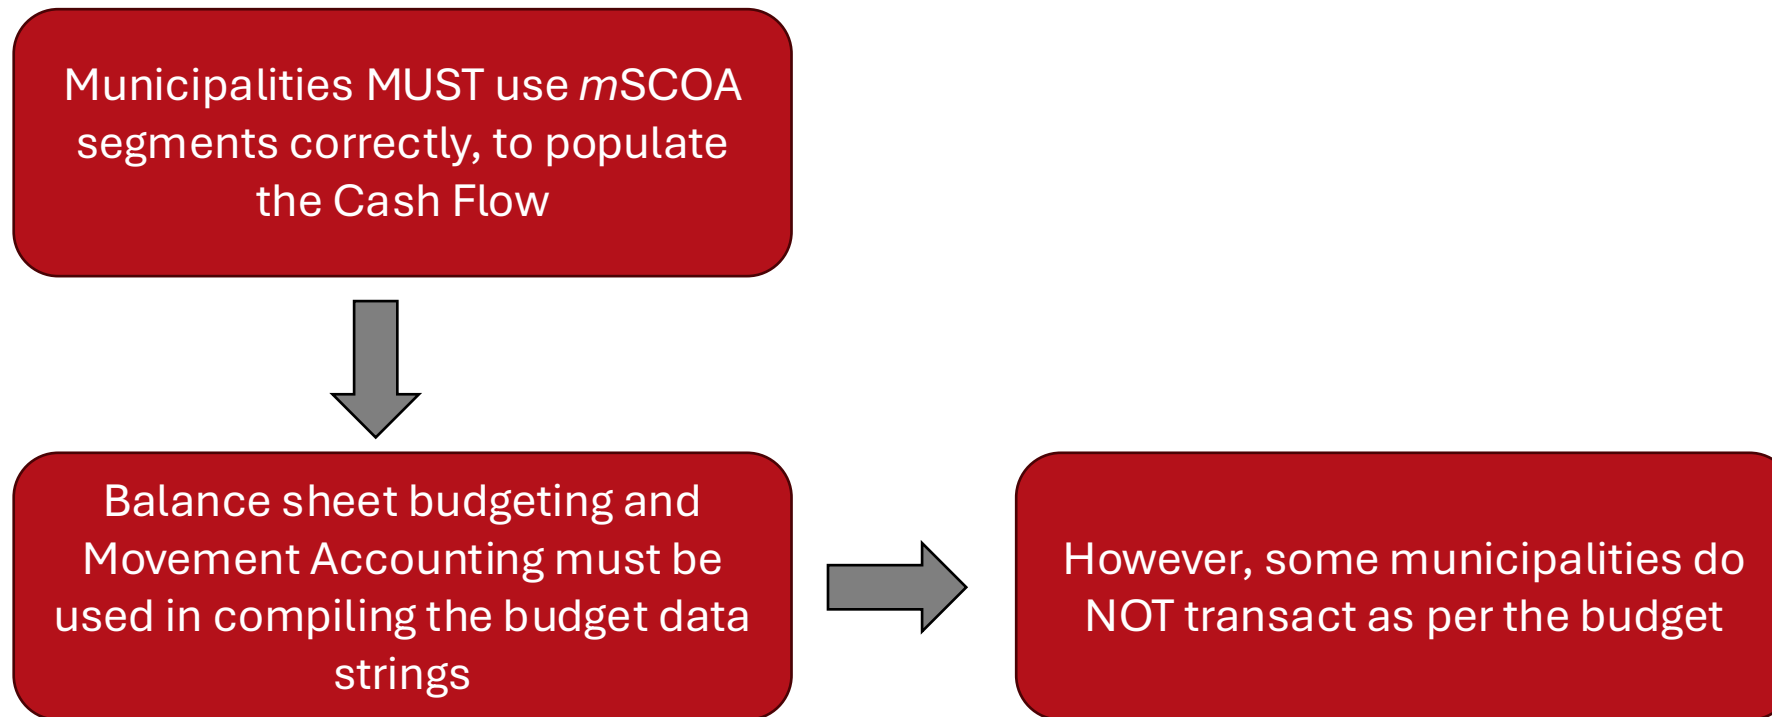 Municipalities MUST use mSCOA
segments correctly, to populate
the Cash Flow
Balance sheet budgeting and
Movement Accounting must be
used in compiling the budget data
strings
However, some municipalities do
NOT transact as per the budget